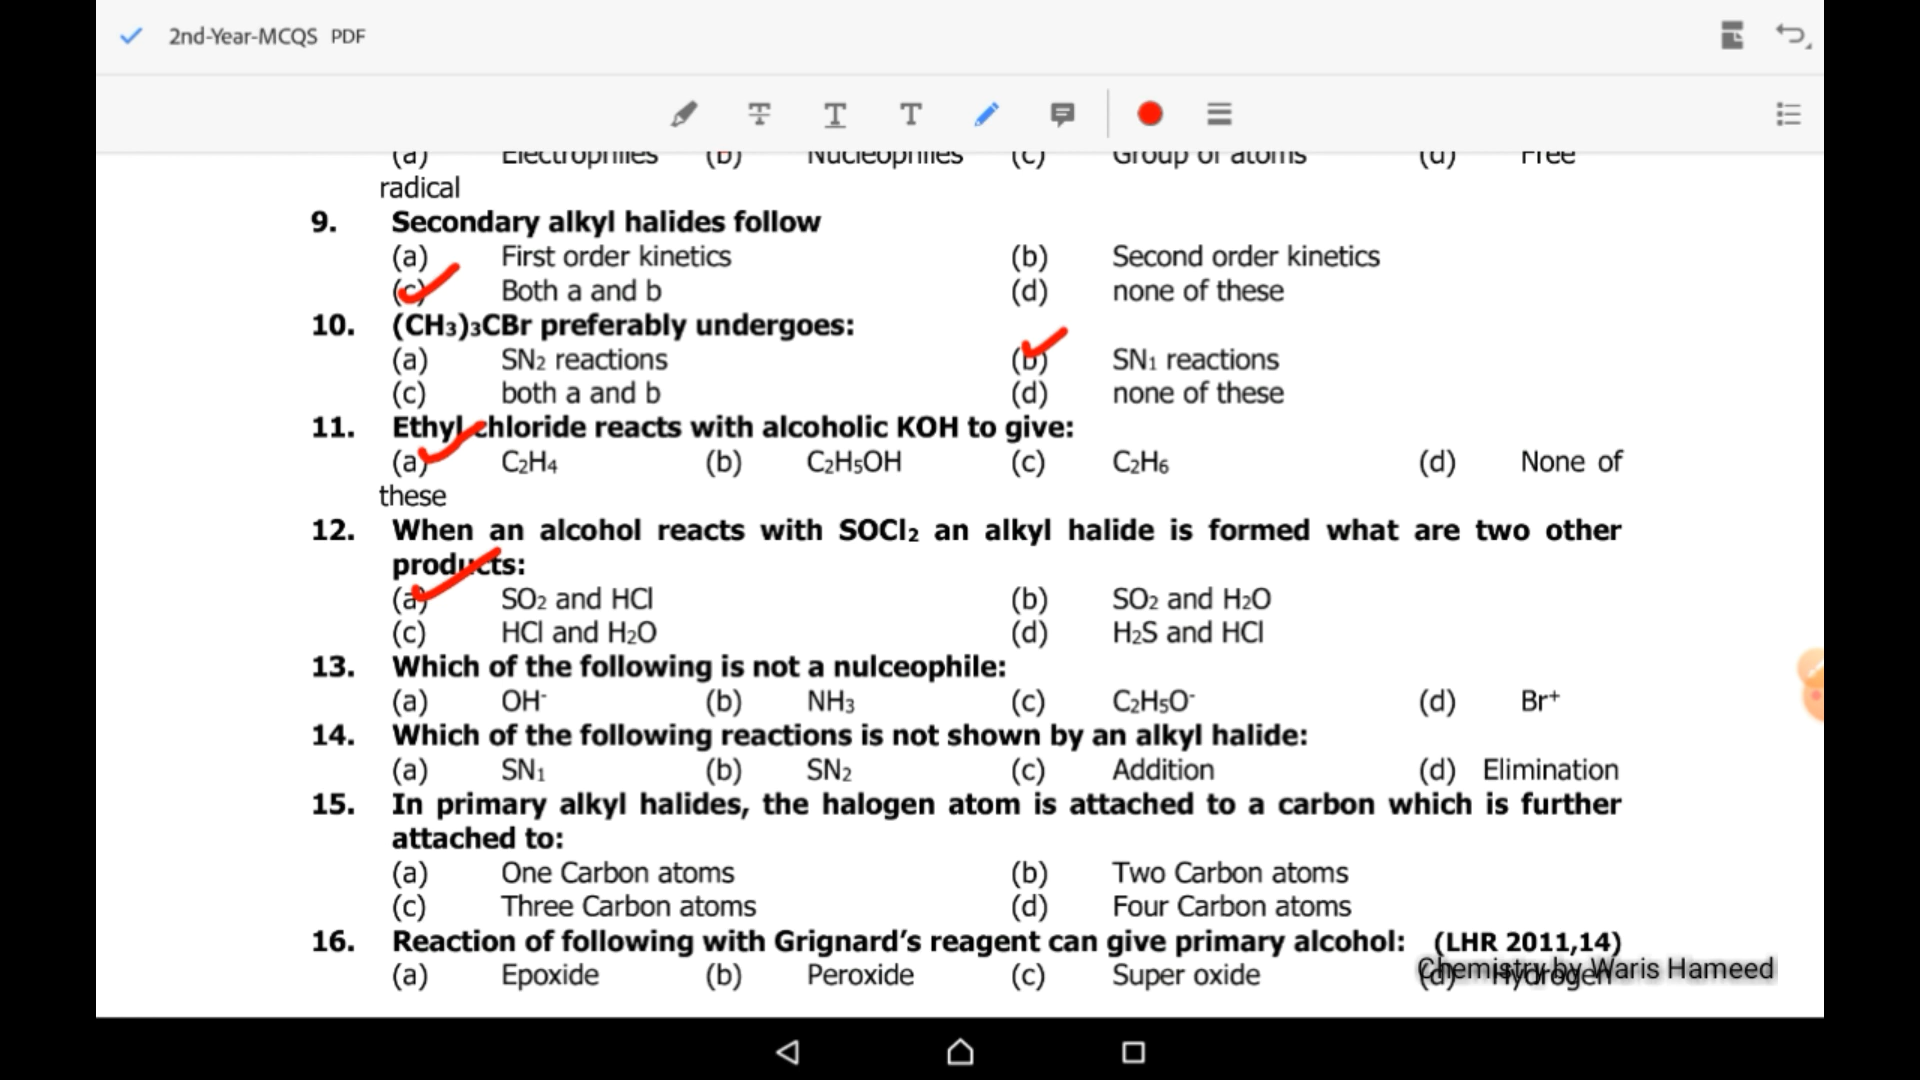 2nd-Year-MCQS PDF
(a) Electrophiles (b) Nucleophiles (c) Group of atoms (d) Free
radical
9. Secondary alkyl halides follow
(a) First order kinetics (b) Second order kinetics
(c) Both a and b (d) none of these
10. (CH₃)₃CBr preferably undergoes:
(a) SN₂ reactions (b) SN₁ reactions
(c) both a and b (d) none of these
11. Ethyl chloride reacts with alcoholic KOH to give:
(a) C₂H₄ (b) C₂H₅OH (c) C₂H₆ (d) None of
these
12. When an alcohol reacts with SOCl₂ an alkyl halide is formed what are two other
products:
(a) SO₂ and HCl (b) SO₂ and H₂O
(c) HCl and H₂O (d) H₂S and HCl
13. Which of the following is not a nulceophile:
(a) OH⁻ (b) NH₃ (c) C₂H₅O⁻ (d) Br⁺
14. Which of the following reactions is not shown by an alkyl halide:
(a) SN₁ (b) SN₂ (c) Addition (d) Elimination
15. In primary alkyl halides, the halogen atom is attached to a carbon which is further
attached to:
(a) One Carbon atoms (b) Two Carbon atoms
(c) Three Carbon atoms (d) Four Carbon atoms
16. Reaction of following with Grignard’s reagent can give primary alcohol: (LHR 2011,14)
(a) Epoxide (b) Peroxide (c) Super oxide (d) Hydrogen
Chemistry by Waris Hameed